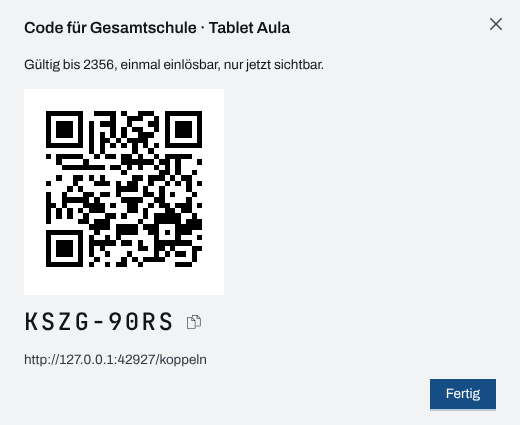 Code für Gesamtschule · Tablet Aula
Gültig bis 2356, einmal einlösbar, nur jetzt sichtbar.
KSZG-90RS
http://127.0.0.1:42927/koppeln
Fertig